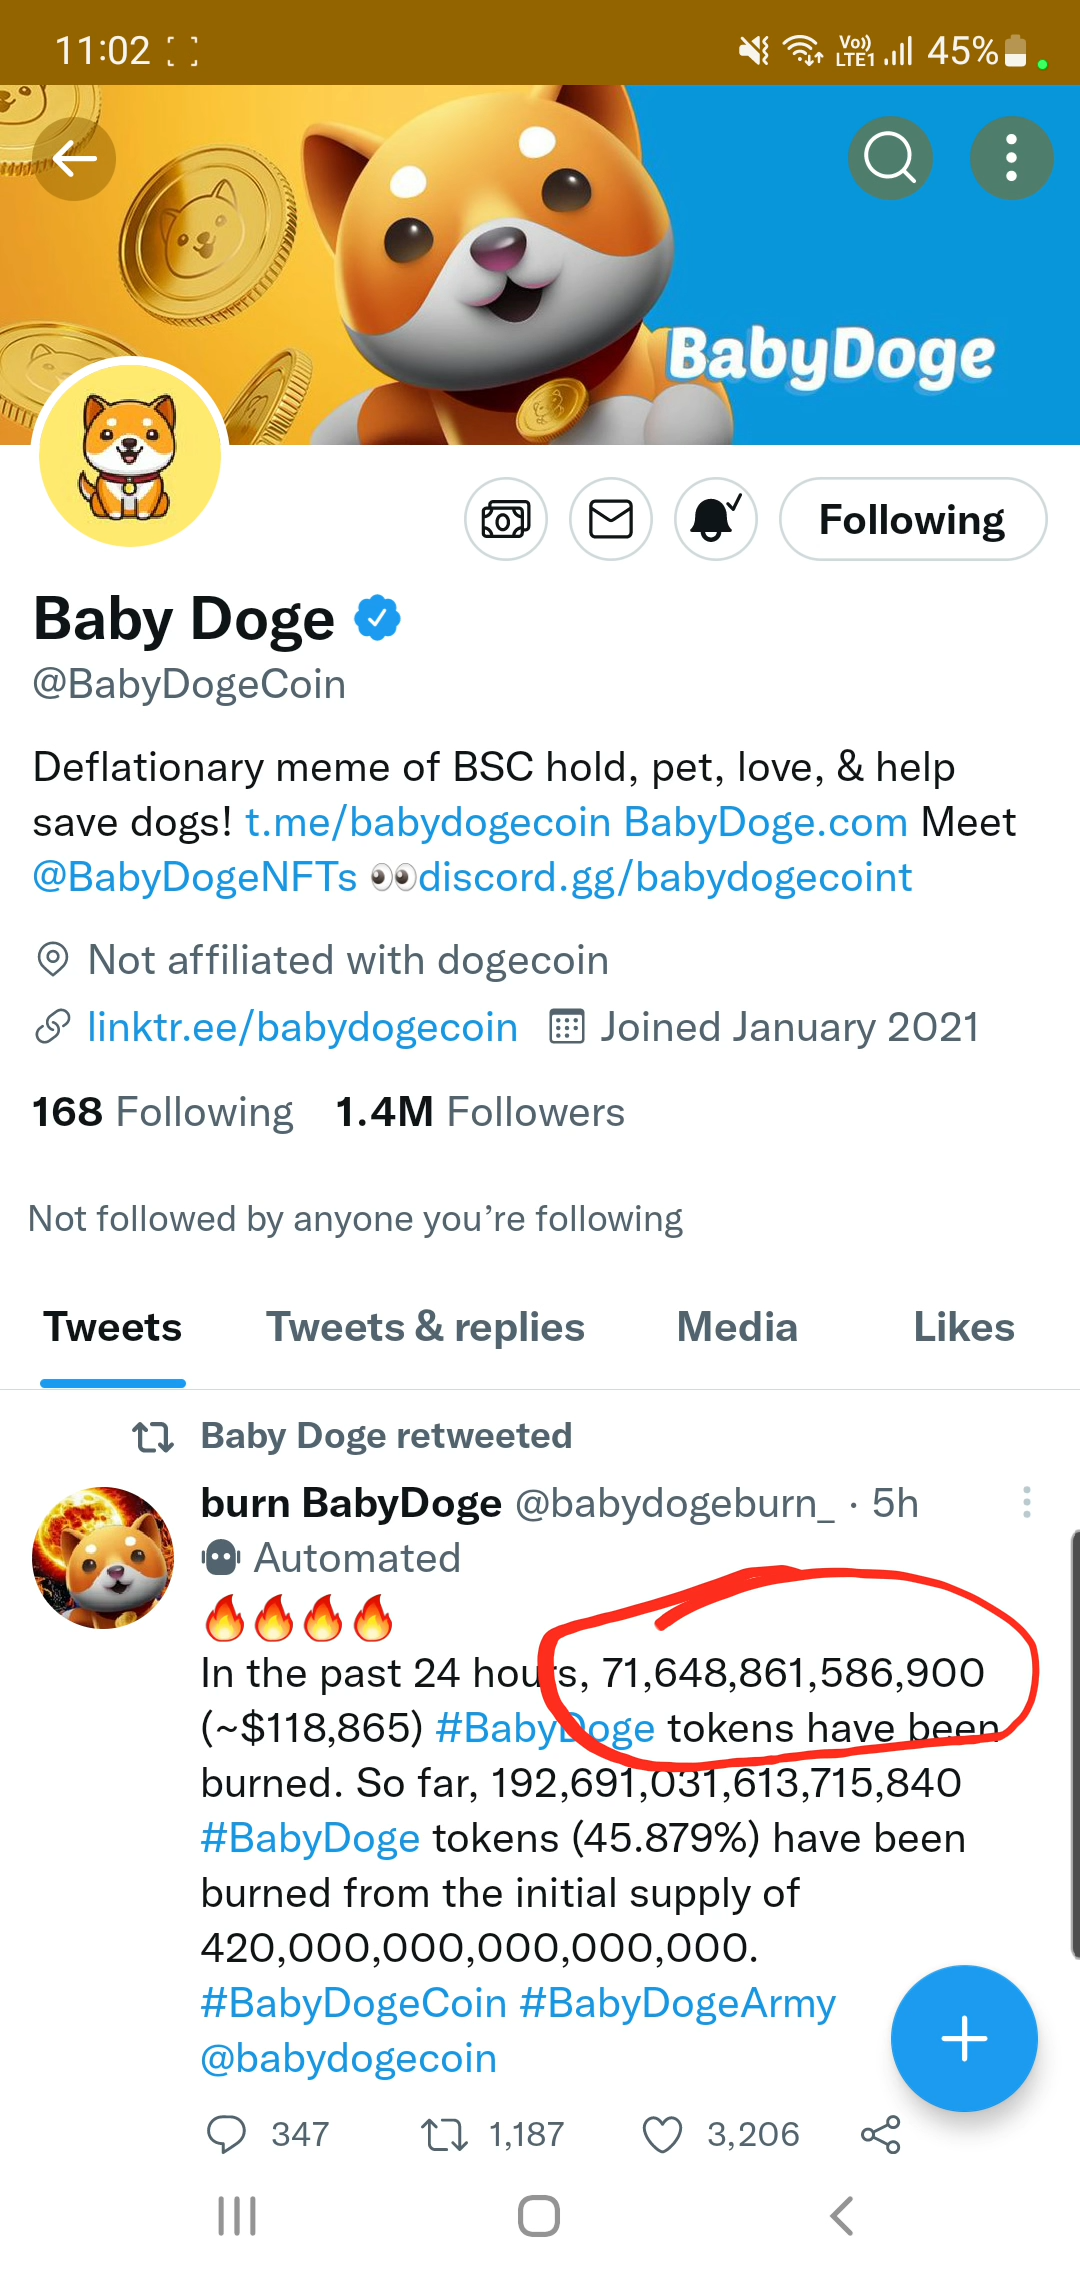 11:02
Vo)) LTE1 45%
BabyDoge
Following
Baby Doge
@BabyDogeCoin
Deflationary meme of BSC hold, pet, love, & help
save dogs! t.me/babydogecoin BabyDoge.com Meet
@BabyDogeNFTs 👀discord.gg/babydogecoint
Not affiliated with dogecoin
linktr.ee/babydogecoin Joined January 2021
168 Following 1.4M Followers
Not followed by anyone you're following
Tweets Tweets & replies Media Likes
Baby Doge retweeted
burn BabyDoge @babydogeburn_ · 5h
Automated
🔥🔥🔥🔥
In the past 24 hours, 71,648,861,586,900
(~$118,865) #BabyDoge tokens have been
burned. So far, 192,691,031,613,715,840
#BabyDoge tokens (45.879%) have been
burned from the initial supply of
420,000,000,000,000,000.
#BabyDogeCoin #BabyDogeArmy
@babydogecoin
347 1,187 3,206